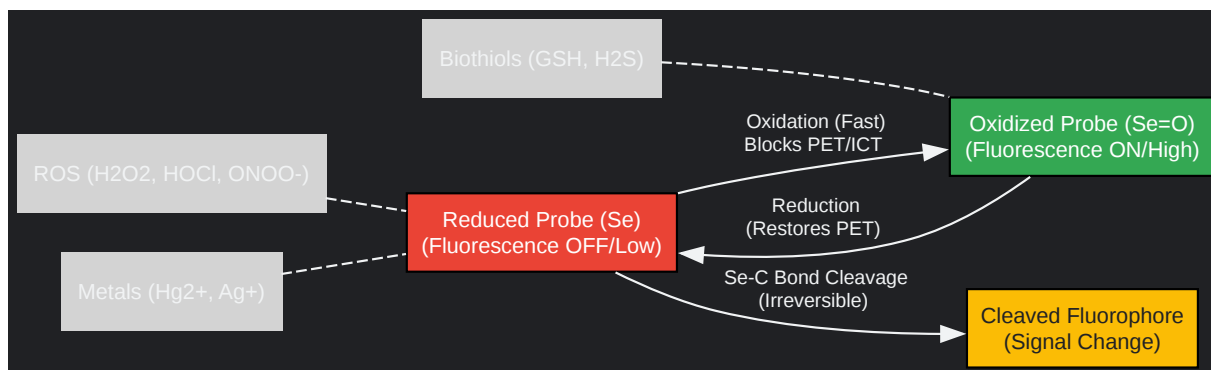 Biothiols (GSH, H2S)
Oxidation (Fast)
Blocks PET/ICT
Oxidized Probe (Se=O)
(Fluorescence ON/High)
ROS (H2O2, HOCl, ONOO-)
Reduced Probe (Se)
(Fluorescence OFF/Low)
Reduction
(Restores PET)
Metals (Hg2+, Ag+)
Se-C Bond Cleavage
(Irreversible)
Cleaved Fluorophore
(Signal Change)